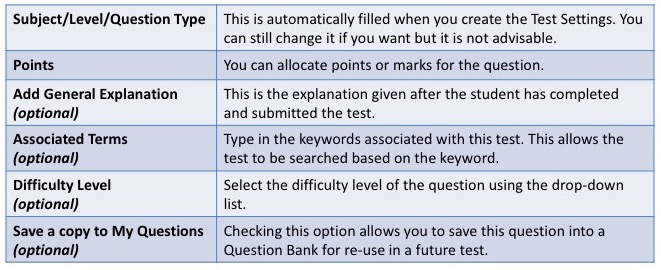 Subject/Level/Question Type
This is automatically filled when you create the Test Settings. You
can still change it if you want but it is not advisable.
Points
You can allocate points or marks for the question.
Add General Explanation
(optional)
This is the explanation given after the student has completed
and submitted the test.
Associated Terms
(optional)
Type in the keywords associated with this test. This allows the
test to be searched based on the keyword.
Difficulty Level
(optional)
Select the difficulty level of the question using the drop-down
list.
Save a copy to My Questions
(optional)
Checking this option allows you to save this question into a
Question Bank for re-use in a future test.